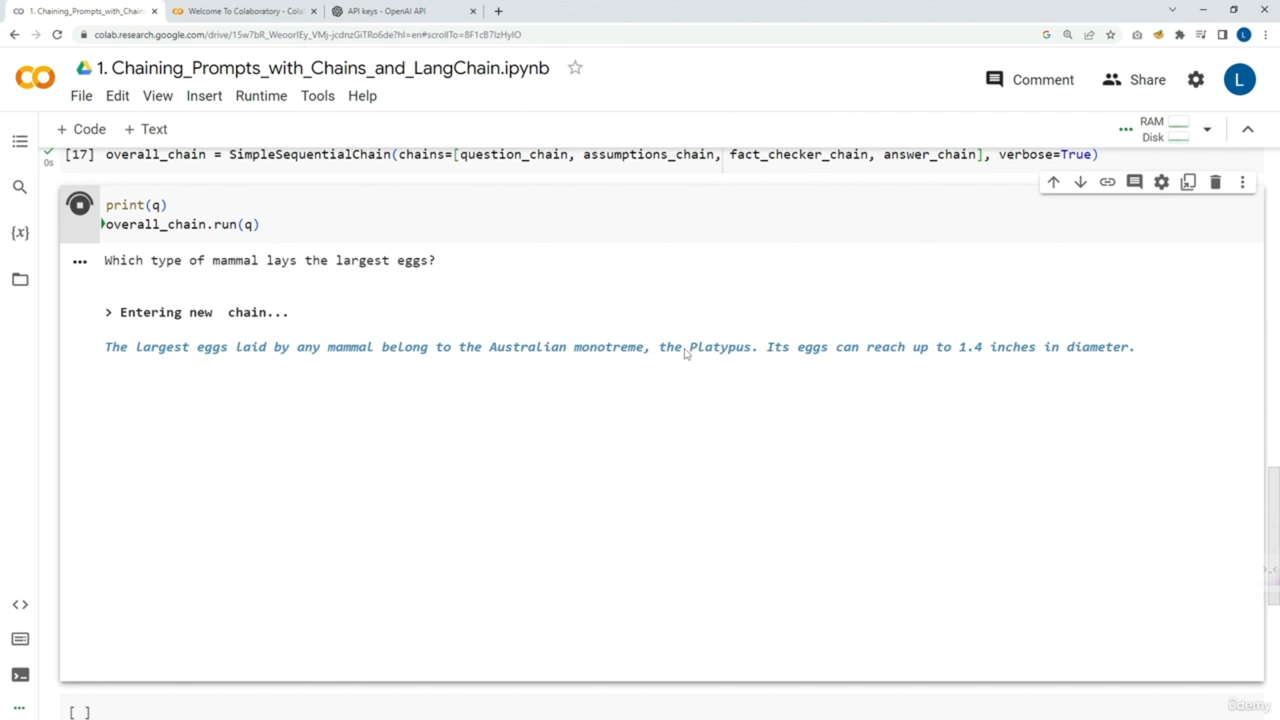 1. Chaining_Prompts_with_Chain
Welcome To Colaboratory - Cola
API keys - OpenAI API
colab.research.google.com/drive/15w7bR_WeoorIEy_VMj-jcdnzGiTRo6de?hl=en#scrollTo=8F1cB7IzHyIO
L
1. Chaining_Prompts_with_Chains_and_LangChain.ipynb
Comment
Share
L
File Edit View Insert Runtime Tools Help
+ Code + Text
RAM
Disk
0s
[17] overall_chain = SimpleSequentialChain(chains=[question_chain, assumptions_chain, fact_checker_chain, answer_chain], verbose=True)
print(q)
overall_chain.run(q)
{x}
Which type of mammal lays the largest eggs?
> Entering new chain...
The largest eggs laid by any mammal belong to the Australian monotreme, the Platypus. Its eggs can reach up to 1.4 inches in diameter.
[ ]
ûdemy